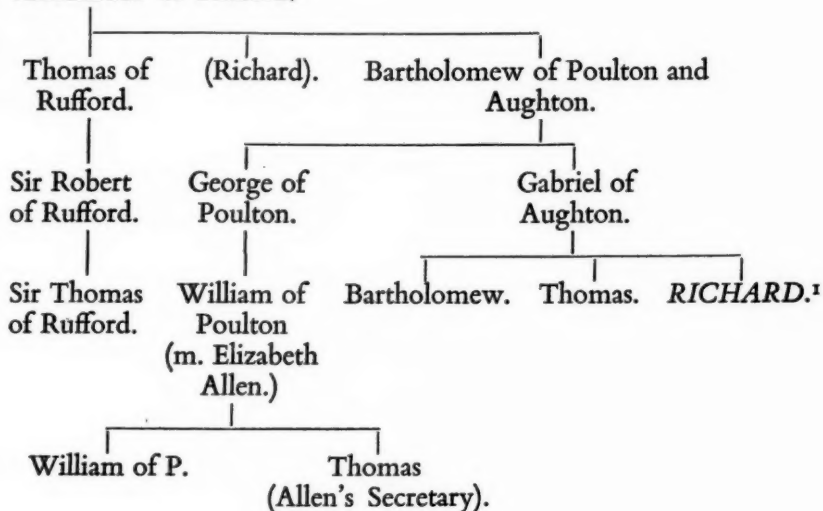 Thomas of (Richard). Bartholomew of Poulton and
Rufford. Aughton.
Sir Robert George of Gabriel of
of Rufford. Poulton. Aughton.
Sir Thomas William of Bartholomew. Thomas. RICHARD.¹
of Rufford. Poulton
(m. Elizabeth
Allen.)
William of P. Thomas
(Allen's Secretary).